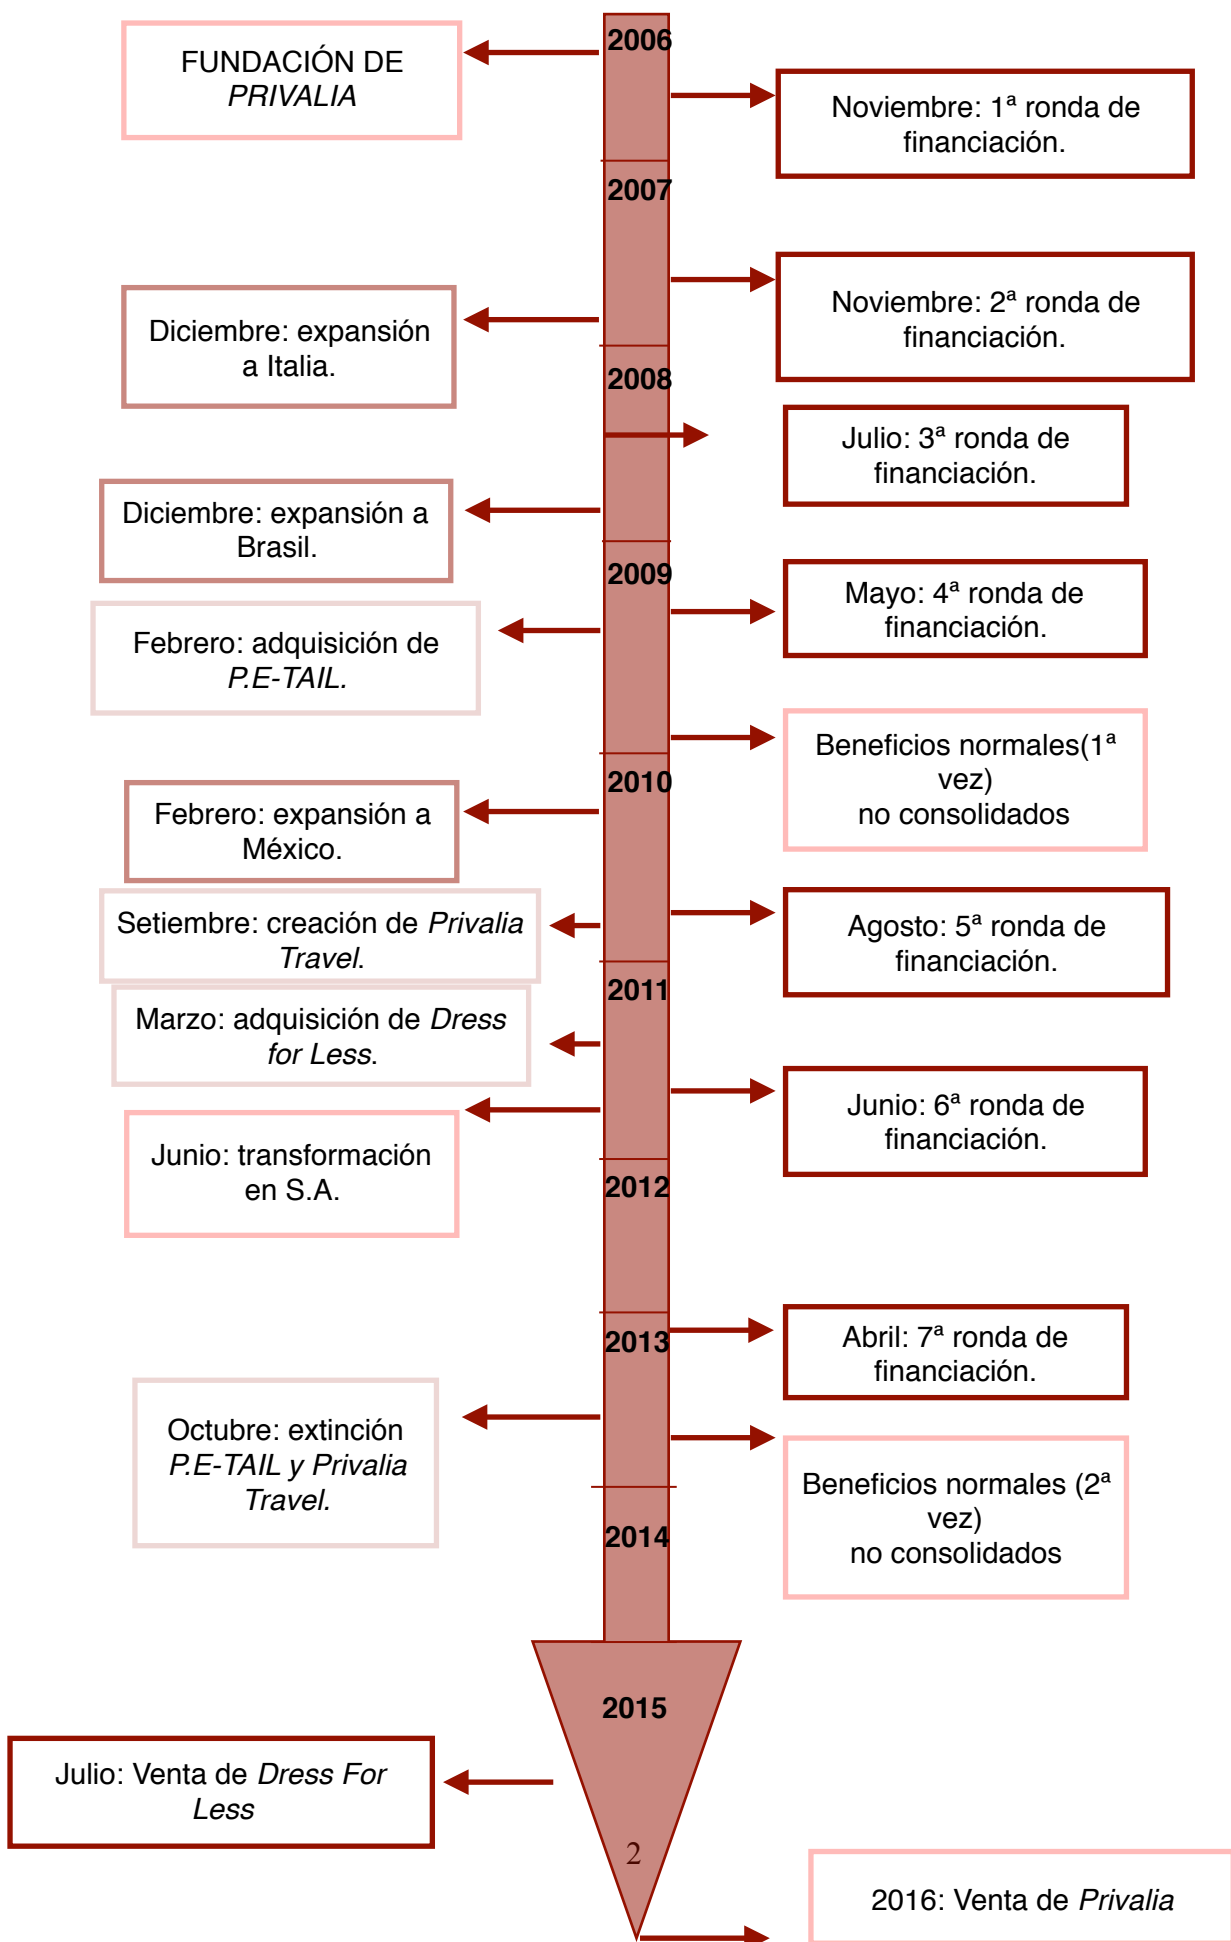 2006
FUNDACIÓN DE
PRIVALIA
Noviembre: 1ª ronda de
financiación.
2007
Noviembre: 2ª ronda de
financiación.
Diciembre: expansión
a Italia.
2008
Julio: 3ª ronda de
financiación.
Diciembre: expansión a
Brasil.
2009
Mayo: 4ª ronda de
financiación.
Febrero: adquisición de
P.E-TAIL.
Beneficios normales(1ª
vez)
no consolidados
2010
Febrero: expansión a
México.
Setiembre: creación de Privalia
Travel.
Agosto: 5ª ronda de
financiación.
2011
Marzo: adquisición de Dress
for Less.
Junio: 6ª ronda de
financiación.
Junio: transformación
en S.A.
2012
2013
Abril: 7ª ronda de
financiación.
Octubre: extinción
P.E-TAIL y Privalia
Travel.
Beneficios normales (2ª
vez)
no consolidados
2014
2015
Julio: Venta de Dress For
Less
2
2016: Venta de Privalia